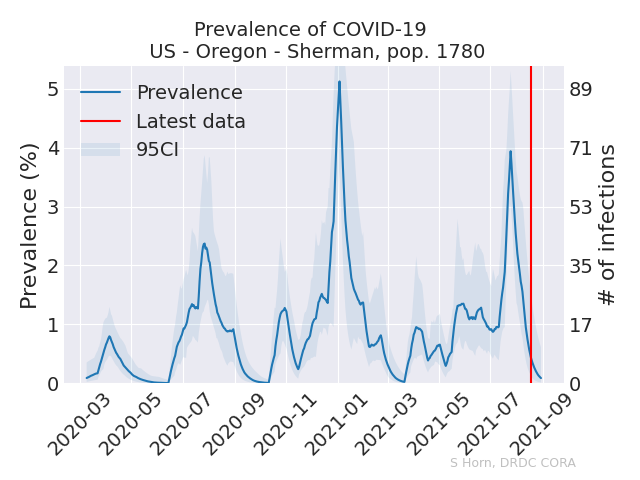 Prevalence of COVID-19
US - Oregon - Sherman, pop. 1780
Prevalence
Latest data
95CI
Prevalence (%)
5
4
3
2
1
0
# of infections
89
71
53
35
17
0
2020-03
2020-05
2020-07
2020-09
2020-11
2021-01
2021-03
2021-05
2021-07
2021-09
S Horn, DRDC CORA